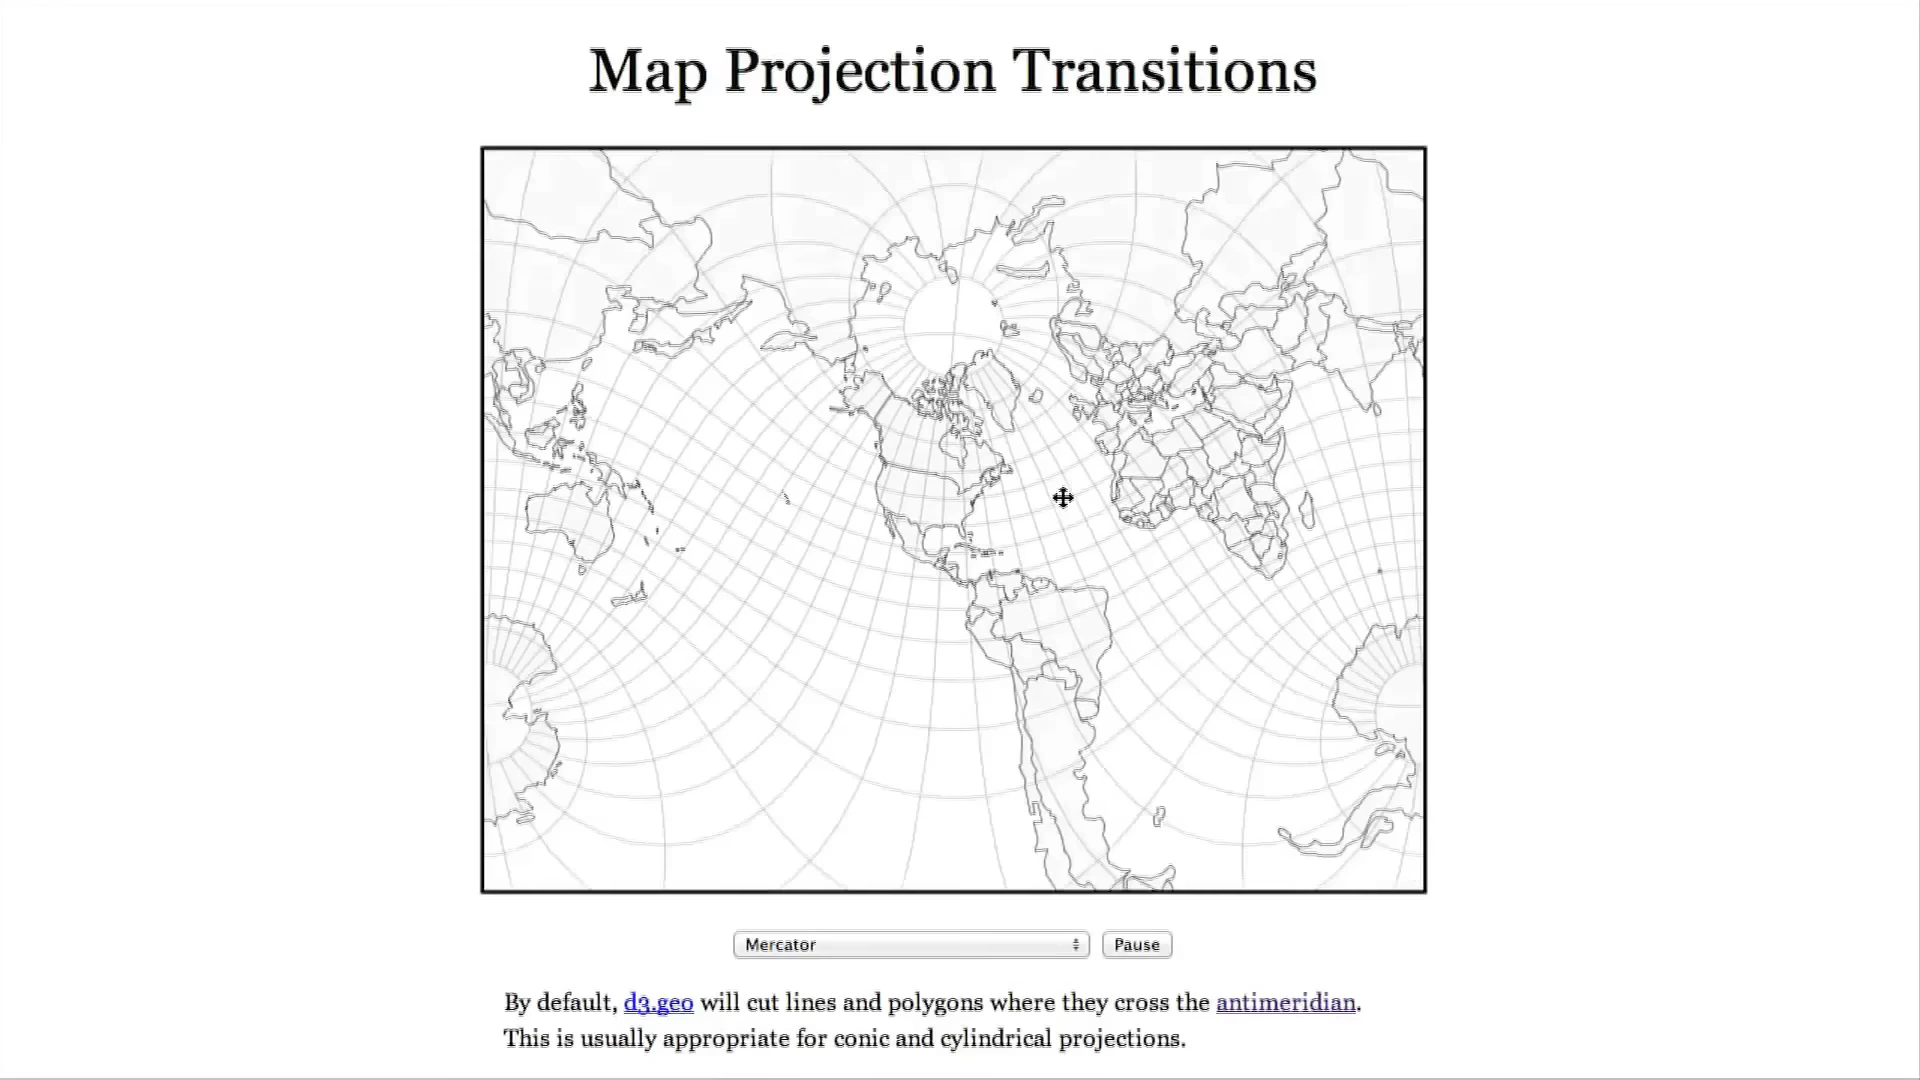 Map Projection Transitions
Mercator
Pause
By default, d3.geo will cut lines and polygons where they cross the antimeridian.
This is usually appropriate for conic and cylindrical projections.